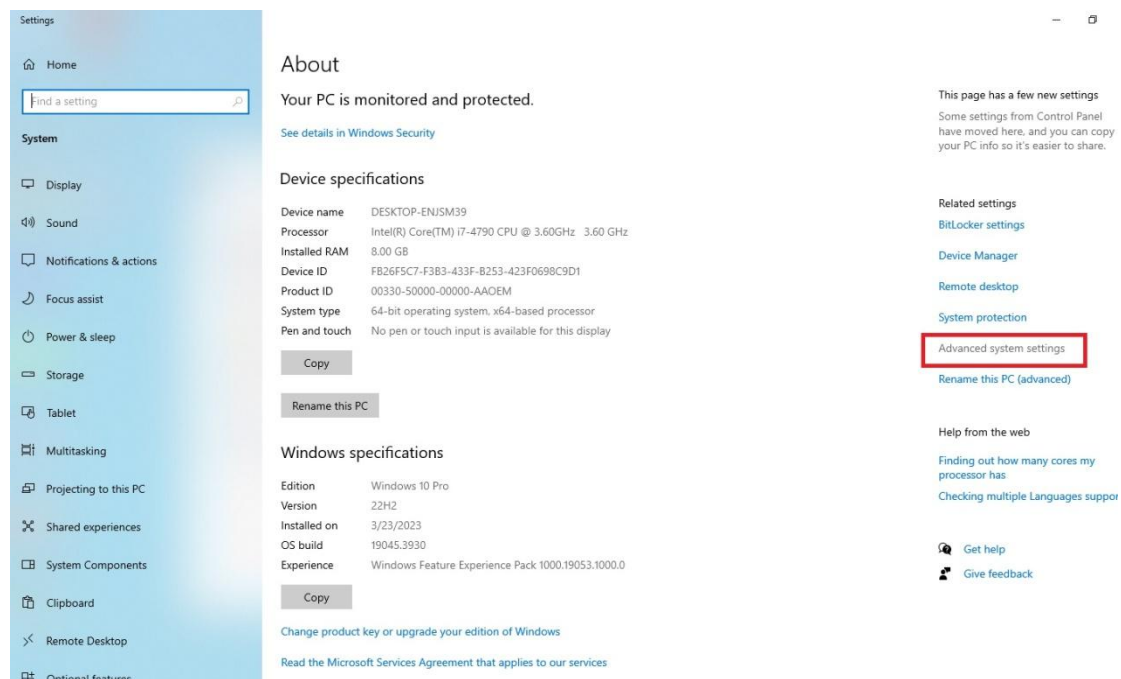 Settings
Home
Find a setting
System
Display
Sound
Notifications & actions
Focus assist
Power & sleep
Storage
Tablet
Multitasking
Projecting to this PC
Shared experiences
System Components
Clipboard
Remote Desktop
Optional features
About
Your PC is monitored and protected.
See details in Windows Security
Device specifications
Device name DESKTOP-ENJSM39
Processor Intel(R) Core(TM) i7-4790 CPU @ 3.60GHz 3.60 GHz
Installed RAM 8.00 GB
Device ID FB26F5C7-F3B3-433F-B253-423F0698C9D1
Product ID 00330-50000-00000-AAOEM
System type 64-bit operating system, x64-based processor
Pen and touch No pen or touch input is available for this display
Copy
Rename this PC
Windows specifications
Edition Windows 10 Pro
Version 22H2
Installed on 3/23/2023
OS build 19045.3930
Experience Windows Feature Experience Pack 1000.19053.1000.0
Copy
Change product key or upgrade your edition of Windows
Read the Microsoft Services Agreement that applies to our services
This page has a few new settings
Some settings from Control Panel
have moved here, and you can copy
your PC info so it's easier to share.
Related settings
BitLocker settings
Device Manager
Remote desktop
System protection
Advanced system settings
Rename this PC (advanced)
Help from the web
Finding out how many cores my
processor has
Checking multiple Languages suppor
Get help
Give feedback